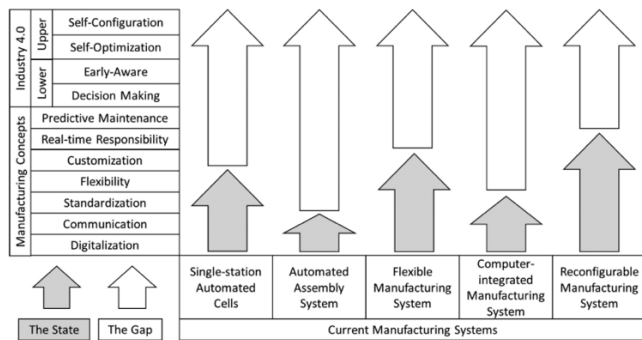 Industry 4.0
Upper
Self-Configuration
Self-Optimization
Lower
Early-Aware
Decision Making
Manufacturing Concepts
Predictive Maintenance
Real-time Responsibility
Customization
Flexibility
Standardization
Communication
Digitalization
Single-station
Automated
Cells
Automated
Assembly
System
Flexible
Manufacturing
System
Computer-
integrated
Manufacturing
System
Reconfigurable
Manufacturing
System
The State
The Gap
Current Manufacturing Systems